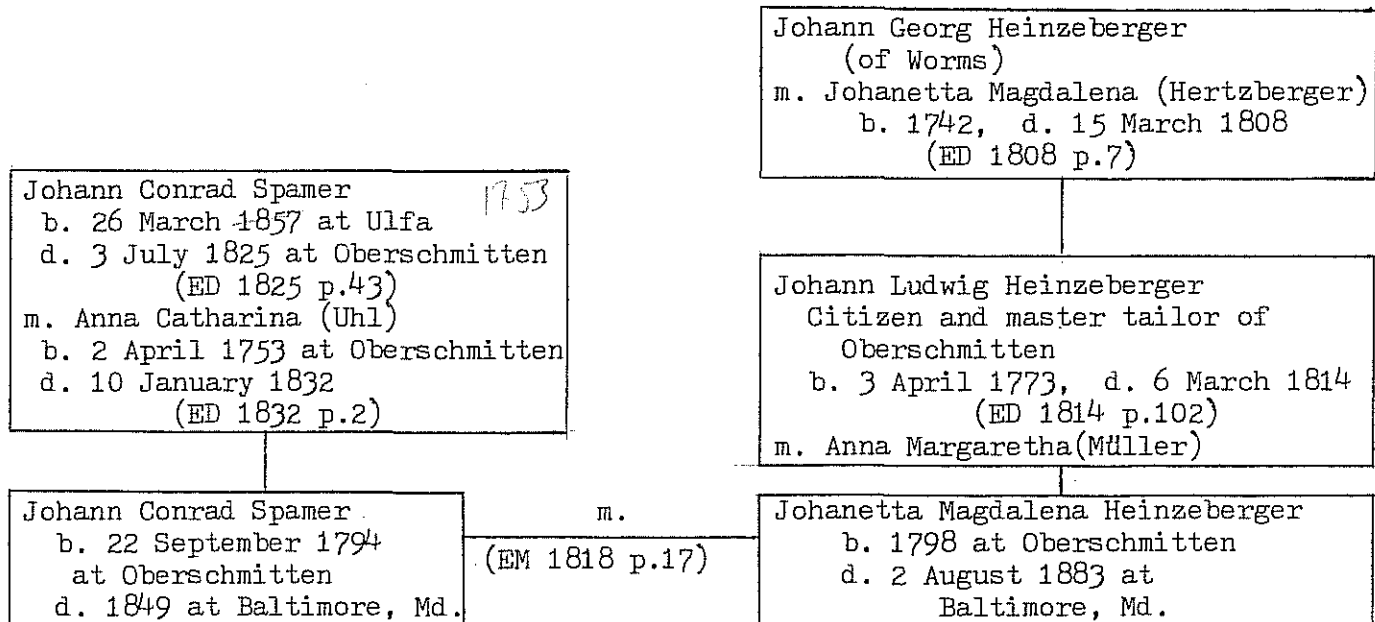 Johann Georg Heinzeberger
(of Worms)
m. Johanetta Magdalena (Hertzberger)
b. 1742, d. 15 March 1808
(ED 1808 p.7)
Johann Conrad Spamer 1753
b. 26 March 1857 at Ulfa
d. 3 July 1825 at Oberschmitten
(ED 1825 p.43)
m. Anna Catharina (Uhl)
b. 2 April 1753 at Oberschmitten
d. 10 January 1832
(ED 1832 p.2)
Johann Ludwig Heinzeberger
Citizen and master tailor of
Oberschmitten
b. 3 April 1773, d. 6 March 1814
(ED 1814 p.102)
m. Anna Margaretha(Müller)
Johann Conrad Spamer
b. 22 September 1794
at Oberschmitten
d. 1849 at Baltimore, Md.
m.
(EM 1818 p.17)
Johanetta Magdalena Heinzeberger
b. 1798 at Oberschmitten
d. 2 August 1883 at
Baltimore, Md.